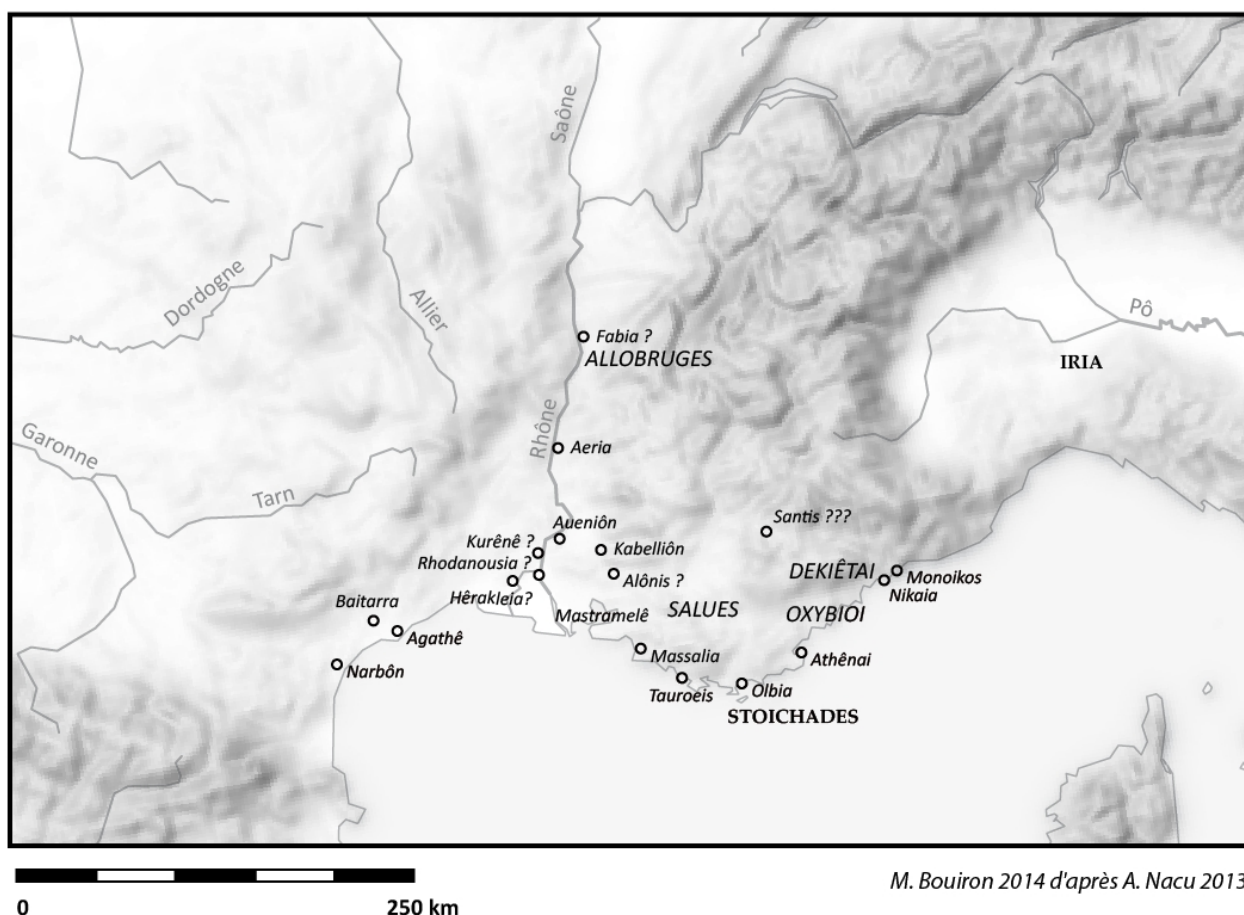 Saône
Dordogne
Allier
Pô
Fabia ?
ALLOBRUGES
IRIA
Rhône
Garonne
Aeria
Tarn
Santis ???
Aueniôn
Kurênê ?
Kabelliôn
Rhodanousia ?
DEKIÊTAI
Monoikos
Alônis ?
Nikaia
Hêrakleia?
Baitarra
Mastramelê
SALUES
OXYBIOI
Agathê
Massalia
Athênai
Narbôn
Tauroeis
Olbia
STOICHADES
M. Bouiron 2014 d'après A. Nacu 2013
0 250 km